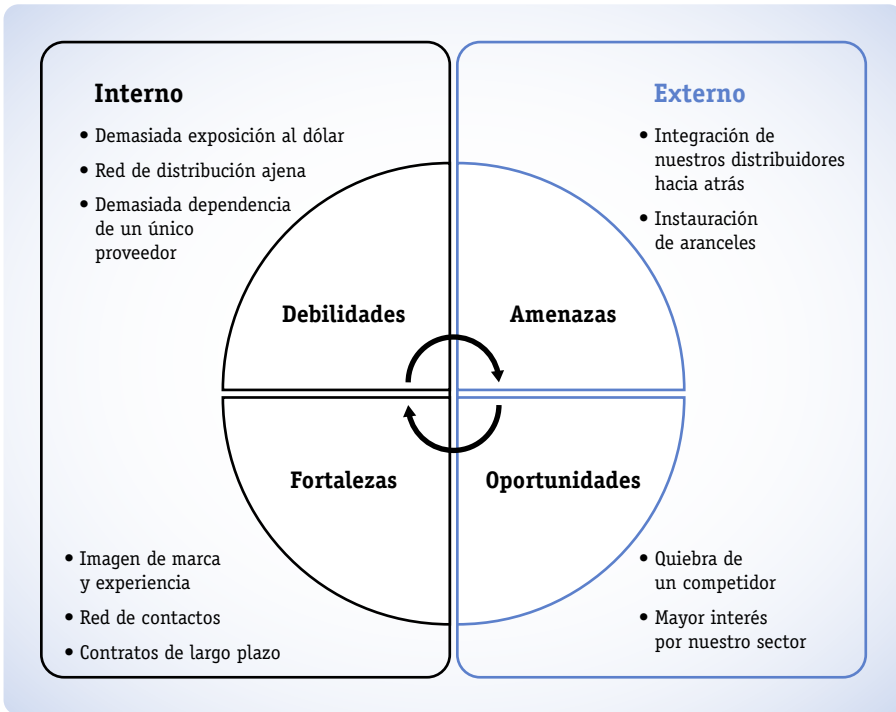 Interno
• Demasiada exposición al dólar
• Red de distribución ajena
• Demasiada dependencia
de un único
proveedor
Debilidades
Fortalezas
• Imagen de marca
y experiencia
• Red de contactos
• Contratos de largo plazo
Externo
• Integración de
nuestros distribuidores
hacia atrás
• Instauración
de aranceles
Amenazas
Oportunidades
• Quiebra de
un competidor
• Mayor interés
por nuestro sector